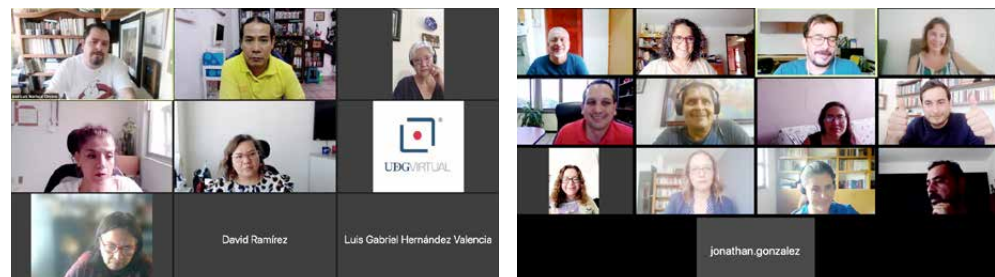 UDGVIRTUAL
David Ramírez
Luis Gabriel Hernández Valencia
jonathan.gonzalez